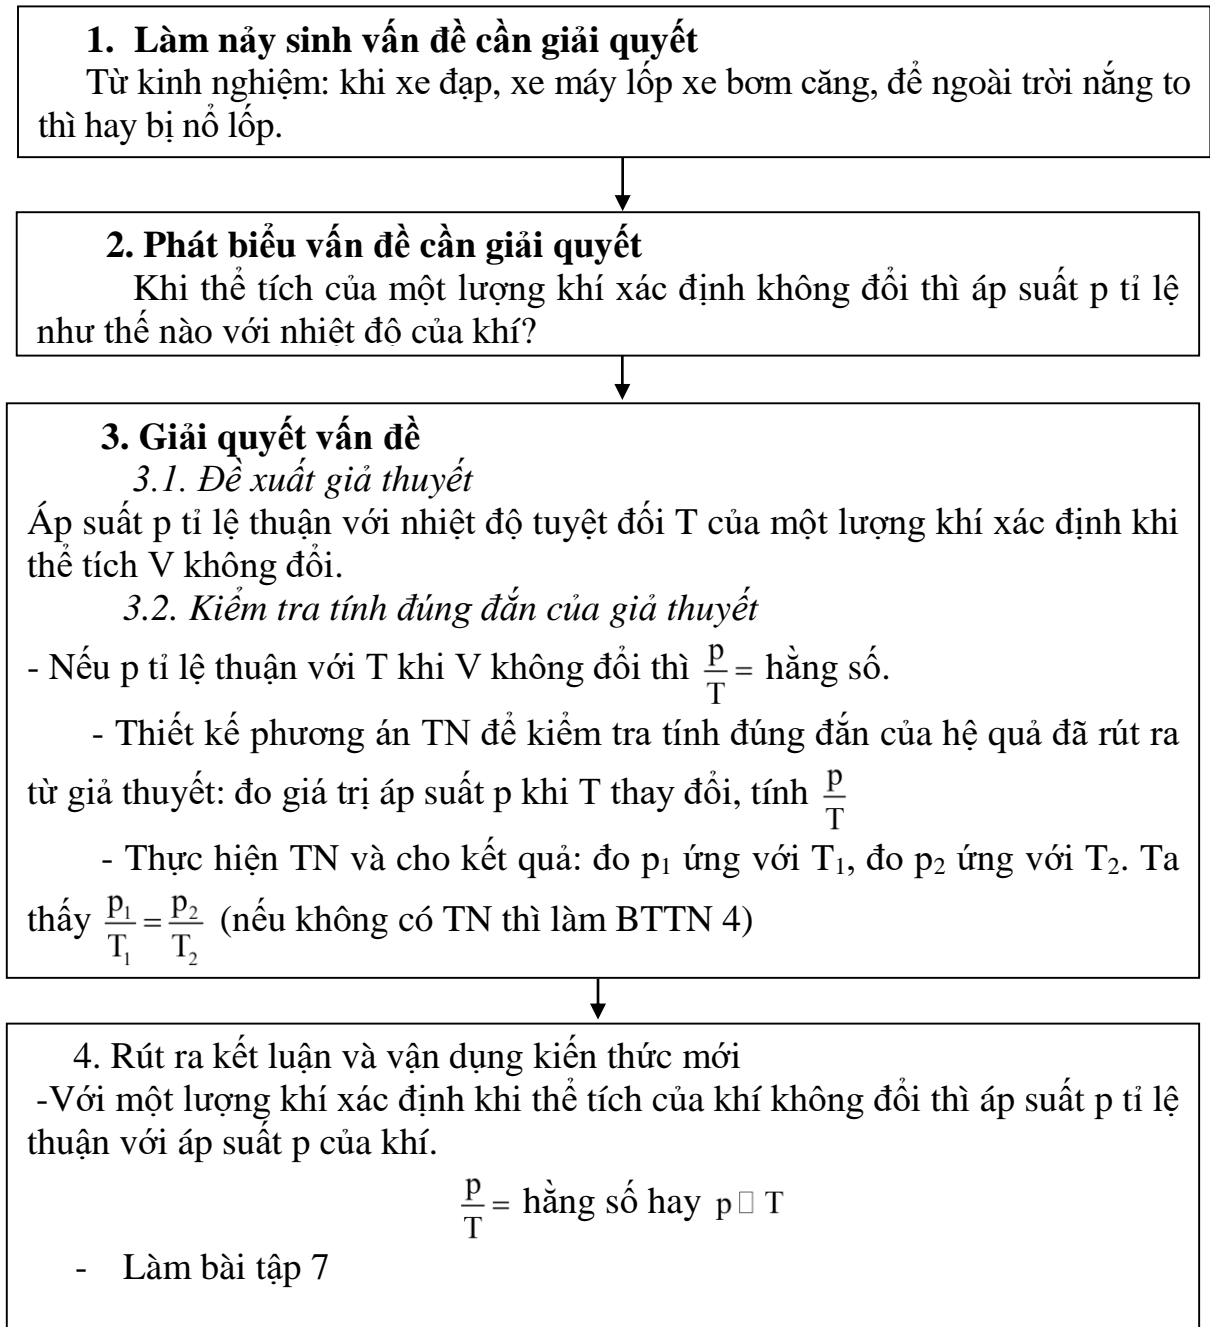 1. Làm nảy sinh vấn đề cần giải quyết
Từ kinh nghiệm: khi xe đạp, xe máy lốp xe bơm căng, để ngoài trời nắng to
thì hay bị nổ lốp.
2. Phát biểu vấn đề cần giải quyết
Khi thể tích của một lượng khí xác định không đổi thì áp suất p tỉ lệ
như thế nào với nhiệt độ của khí?
3. Giải quyết vấn đề
3.1. Đề xuất giả thuyết
Áp suất p tỉ lệ thuận với nhiệt độ tuyệt đối T của một lượng khí xác định khi
thể tích V không đổi.
3.2. Kiểm tra tính đúng đắn của giả thuyết
- Nếu p tỉ lệ thuận với T khi V không đổi thì p/T = hằng số.
- Thiết kế phương án TN để kiểm tra tính đúng đắn của hệ quả đã rút ra
từ giả thuyết: đo giá trị áp suất p khi T thay đổi, tính p/T
- Thực hiện TN và cho kết quả: đo p₁ ứng với T₁, đo p₂ ứng với T₂. Ta
thấy p₁/T₁ = p₂/T₂ (nếu không có TN thì làm BTTN 4)
4. Rút ra kết luận và vận dụng kiến thức mới
-Với một lượng khí xác định khi thể tích của khí không đổi thì áp suất p tỉ lệ
thuận với áp suất p của khí.
p/T = hằng số hay p □ T
- Làm bài tập 7